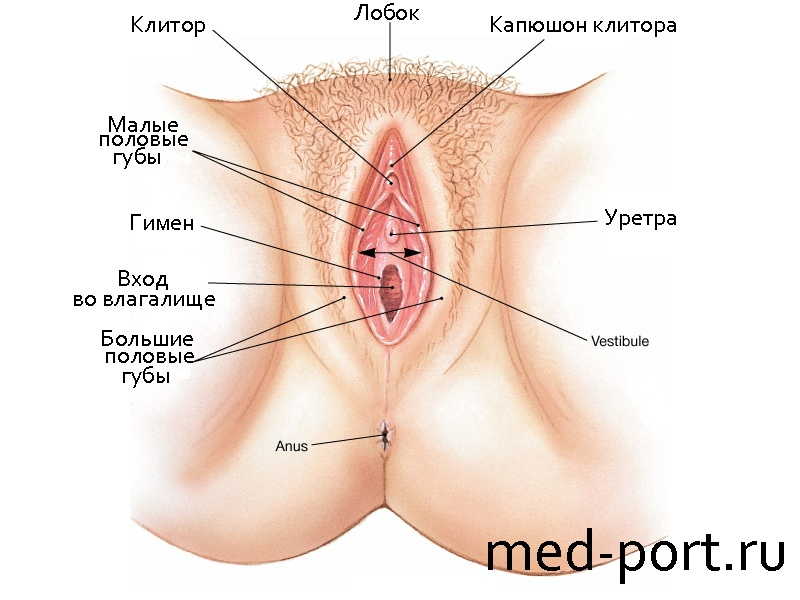 Лобок
Клитор
Капюшон клитора
Малые
половые
губы
Гимен
Уретра
Вход
во влагалище
Большие
половые
губы
Vestibule
Anus
med-port.ru